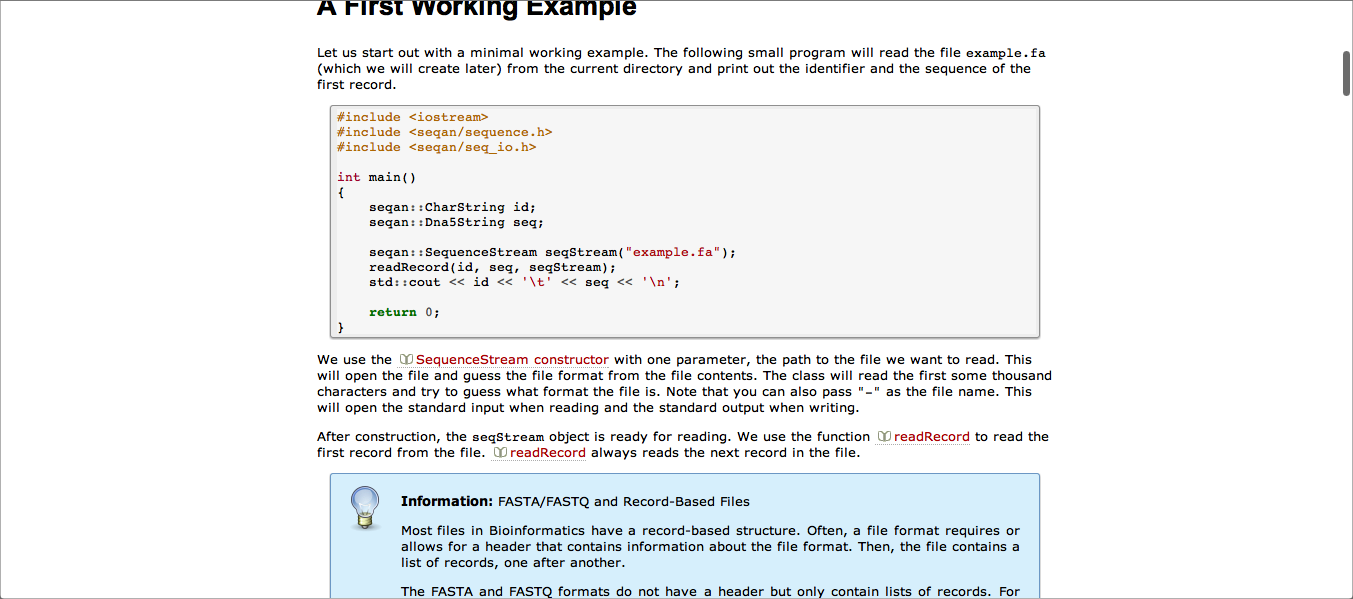 A First Working Example
Let us start out with a minimal working example. The following small program will read the file example.fa
(which we will create later) from the current directory and print out the identifier and the sequence of the
first record.
#include <iostream>
#include <seqan/sequence.h>
#include <seqan/seq_io.h>
int main()
{
seqan::CharString id;
seqan::Dna5String seq;
seqan::SequenceStream seqStream("example.fa");
readRecord(id, seq, seqStream);
std::cout << id << '\t' << seq << '\n';
return 0;
}
We use the SequenceStream constructor with one parameter, the path to the file we want to read. This
will open the file and guess the file format from the file contents. The class will read the first some thousand
characters and try to guess what format the file is. Note that you can also pass "-" as the file name. This
will open the standard input when reading and the standard output when writing.
After construction, the seqStream object is ready for reading. We use the function readRecord to read the
first record from the file. readRecord always reads the next record in the file.
Information: FASTA/FASTQ and Record-Based Files
Most files in Bioinformatics have a record-based structure. Often, a file format requires or
allows for a header that contains information about the file format. Then, the file contains a
list of records, one after another.
The FASTA and FASTQ formats do not have a header but only contain lists of records. For